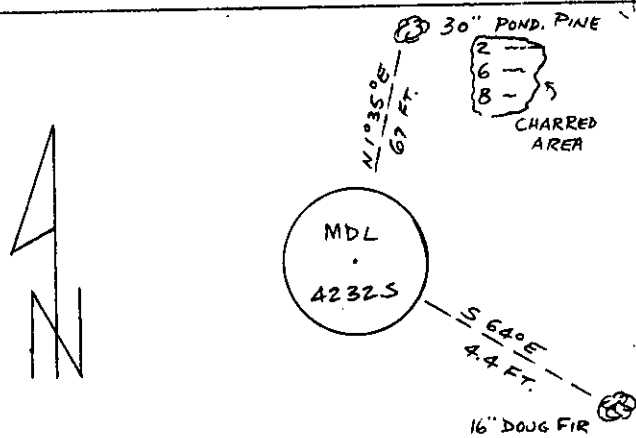 30" POND. PINE
2
6
8
CHARRED
AREA
N 1°35°E
67 FT.
MDL
4232S
S 64°E
4.4 FT.
16" DOUG FIR
N